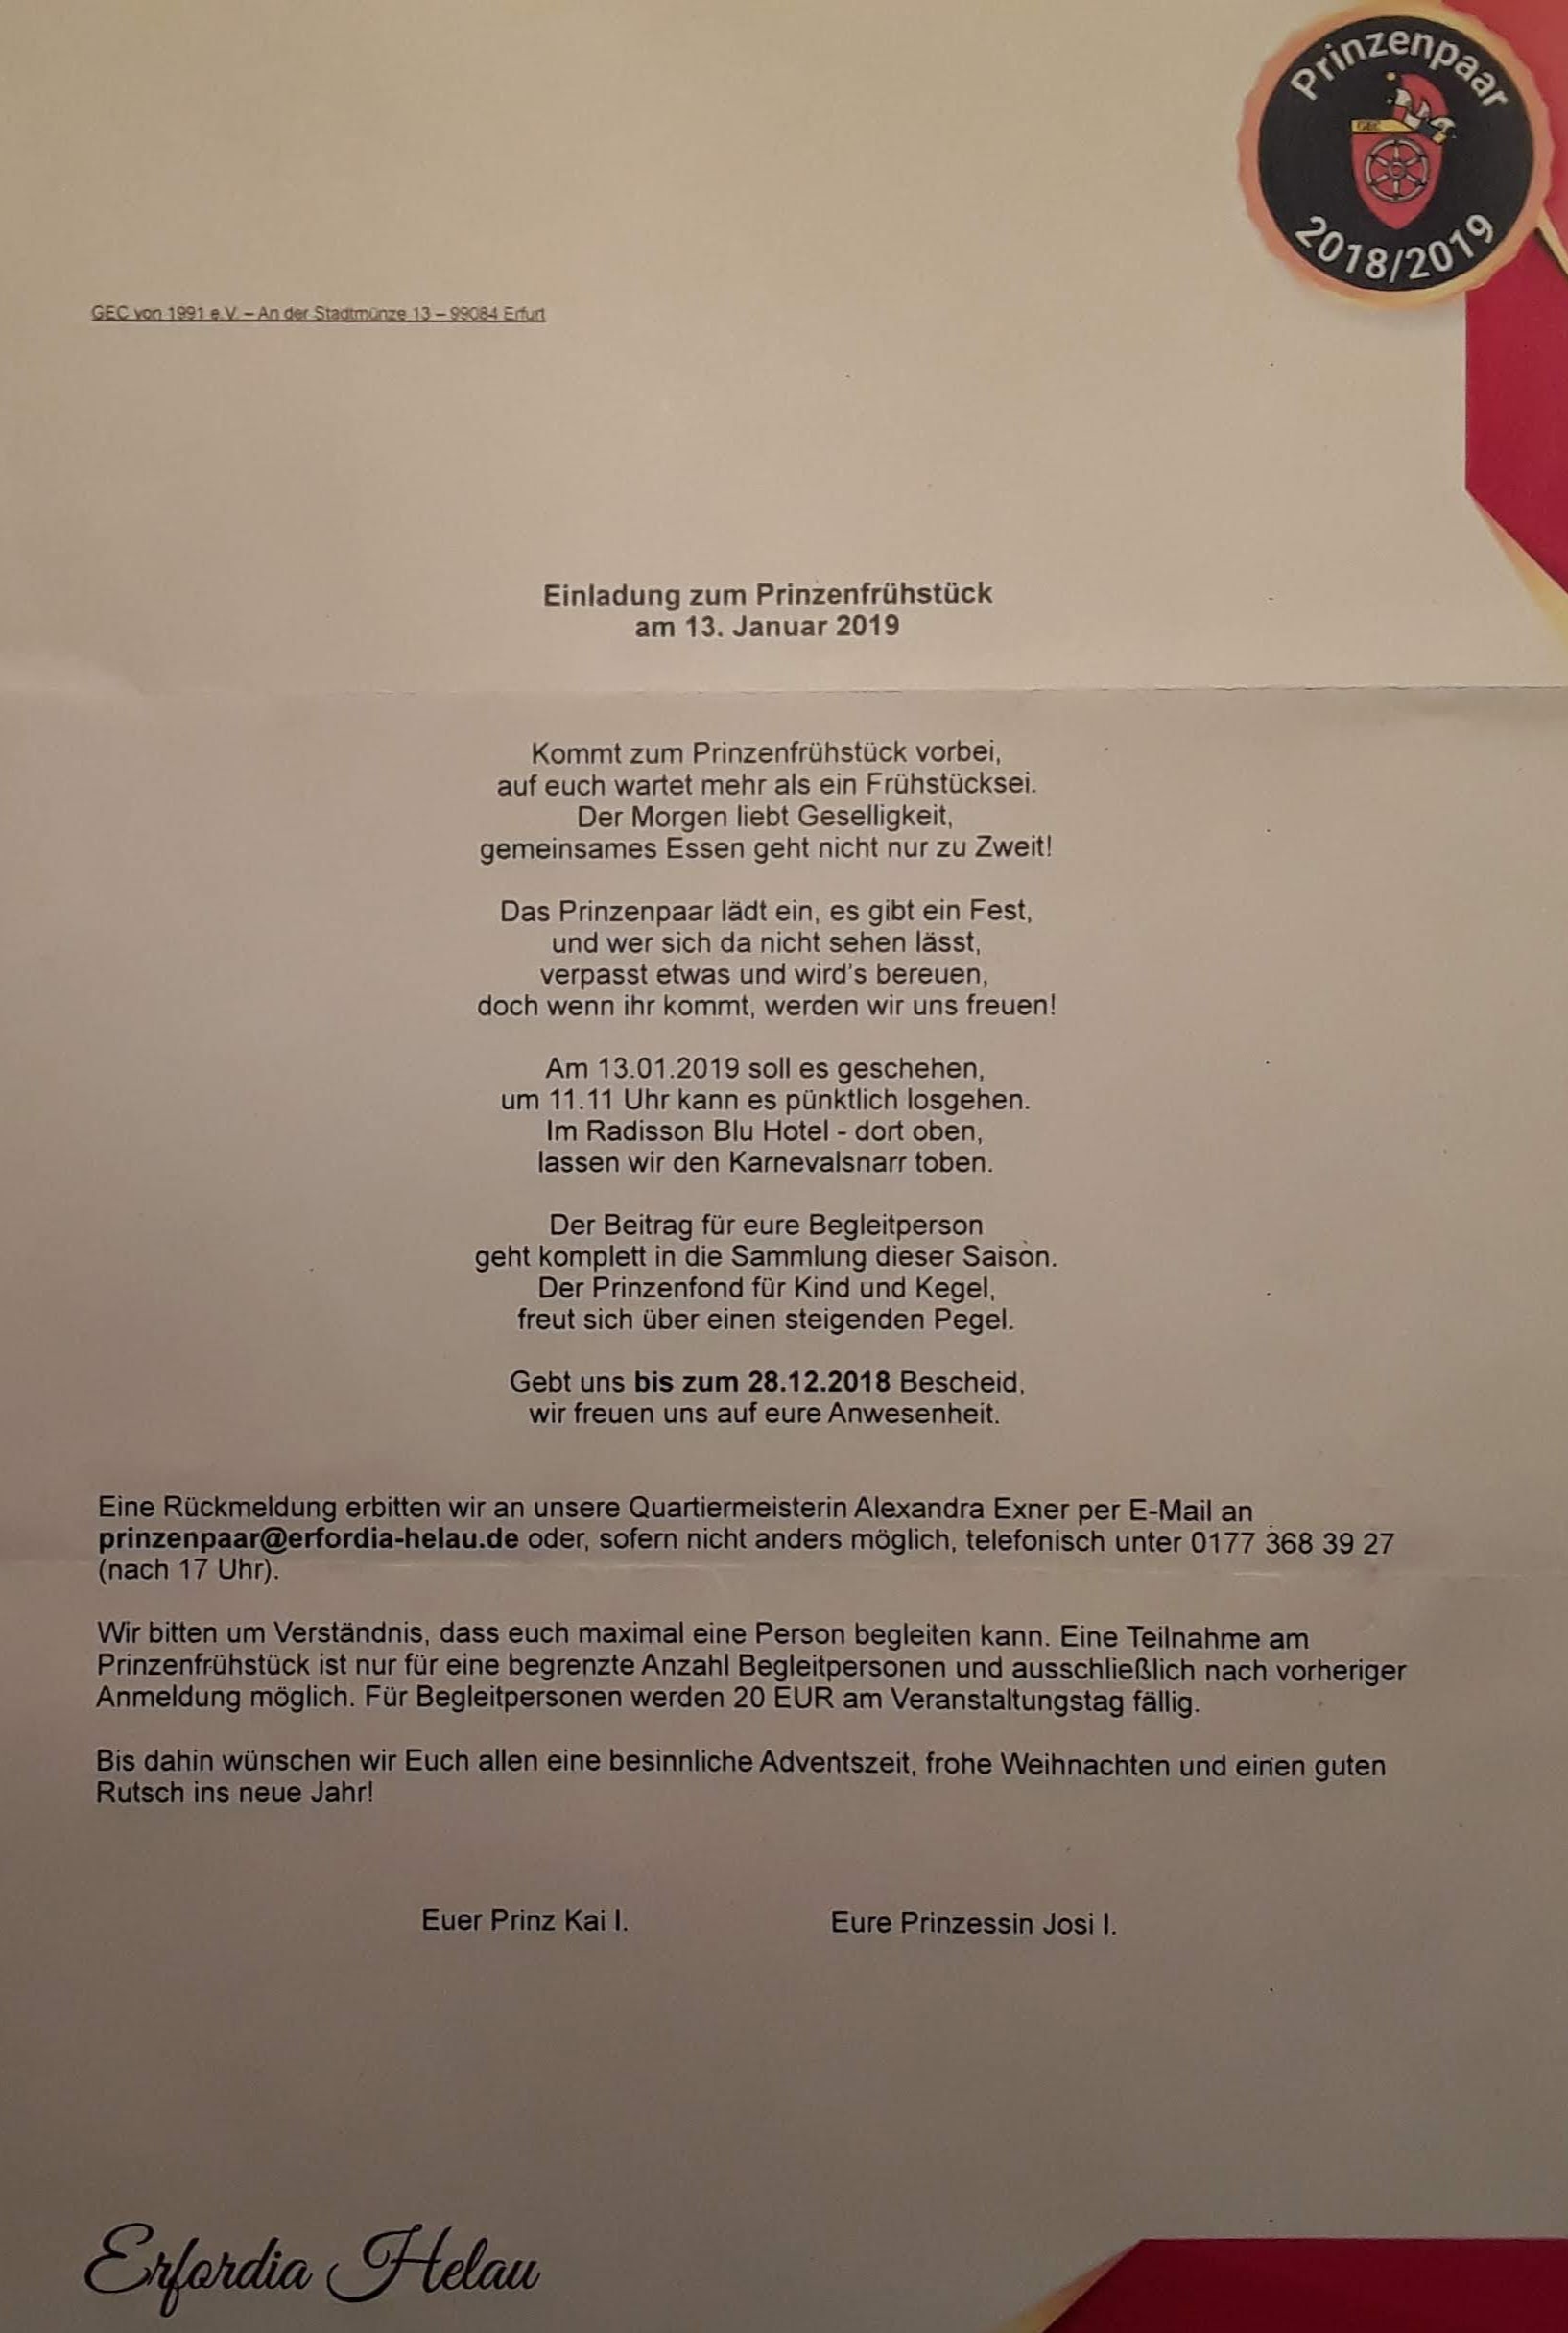 Prinzenpaar
GEC
2018/2019
GEC von 1991 e.V. – An der Stadtmünze 13 – 99084 Erfurt
Einladung zum Prinzenfrühstück
am 13. Januar 2019
Kommt zum Prinzenfrühstück vorbei,
auf euch wartet mehr als ein Frühstücksei.
Der Morgen liebt Geselligkeit,
gemeinsames Essen geht nicht nur zu Zweit!
Das Prinzenpaar lädt ein, es gibt ein Fest,
und wer sich da nicht sehen lässt,
verpasst etwas und wird's bereuen,
doch wenn ihr kommt, werden wir uns freuen!
Am 13.01.2019 soll es geschehen,
um 11.11 Uhr kann es pünktlich losgehen.
Im Radisson Blu Hotel - dort oben,
lassen wir den Karnevalsnarr toben.
Der Beitrag für eure Begleitperson
geht komplett in die Sammlung dieser Saison.
Der Prinzenfond für Kind und Kegel,
freut sich über einen steigenden Pegel.
Gebt uns bis zum 28.12.2018 Bescheid,
wir freuen uns auf eure Anwesenheit.
Eine Rückmeldung erbitten wir an unsere Quartiermeisterin Alexandra Exner per E-Mail an
prinzenpaar@erfordia-helau.de oder, sofern nicht anders möglich, telefonisch unter 0177 368 39 27
(nach 17 Uhr).
Wir bitten um Verständnis, dass euch maximal eine Person begleiten kann. Eine Teilnahme am
Prinzenfrühstück ist nur für eine begrenzte Anzahl Begleitpersonen und ausschließlich nach vorheriger
Anmeldung möglich. Für Begleitpersonen werden 20 EUR am Veranstaltungstag fällig.
Bis dahin wünschen wir Euch allen eine besinnliche Adventszeit, frohe Weihnachten und einen guten
Rutsch ins neue Jahr!
Euer Prinz Kai I. Eure Prinzessin Josi I.
Erfordia Helau